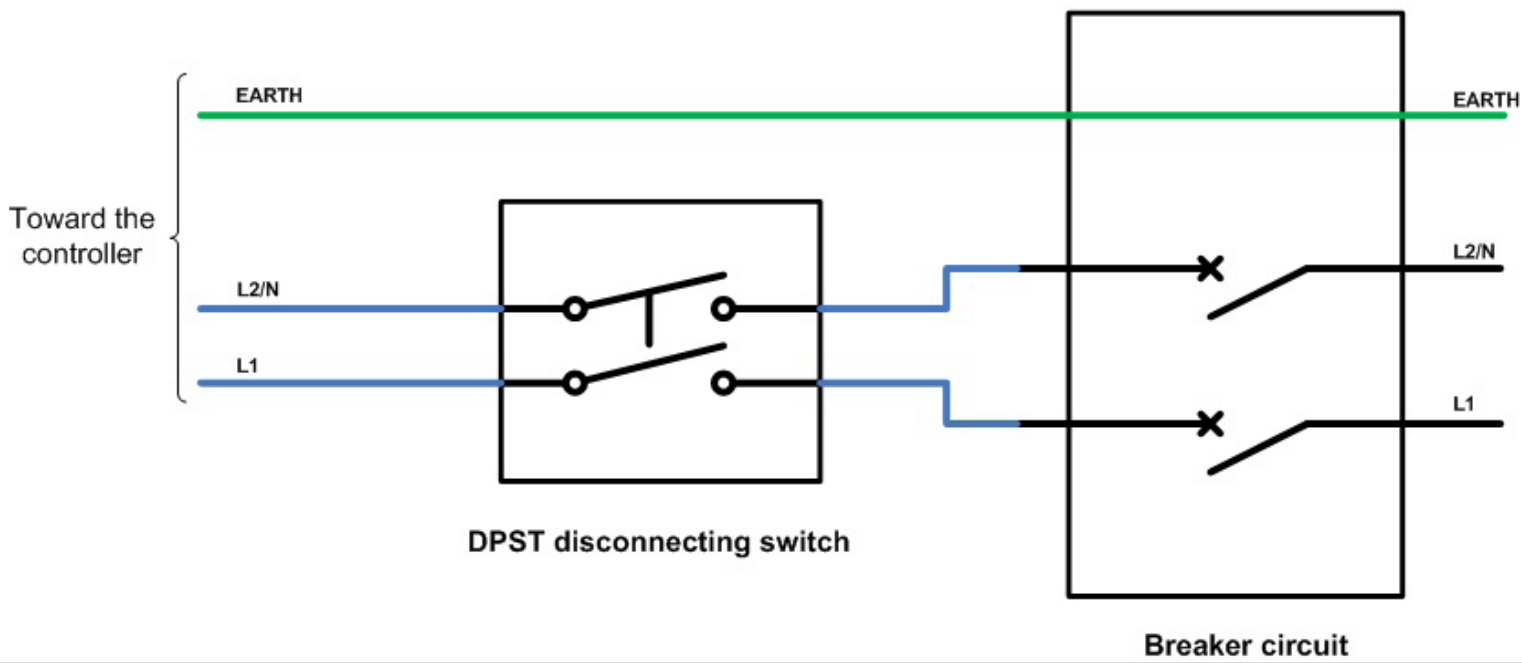 EARTH
EARTH
Toward the
controller
L2/N
L2/N
L1
L1
DPST disconnecting switch
Breaker circuit